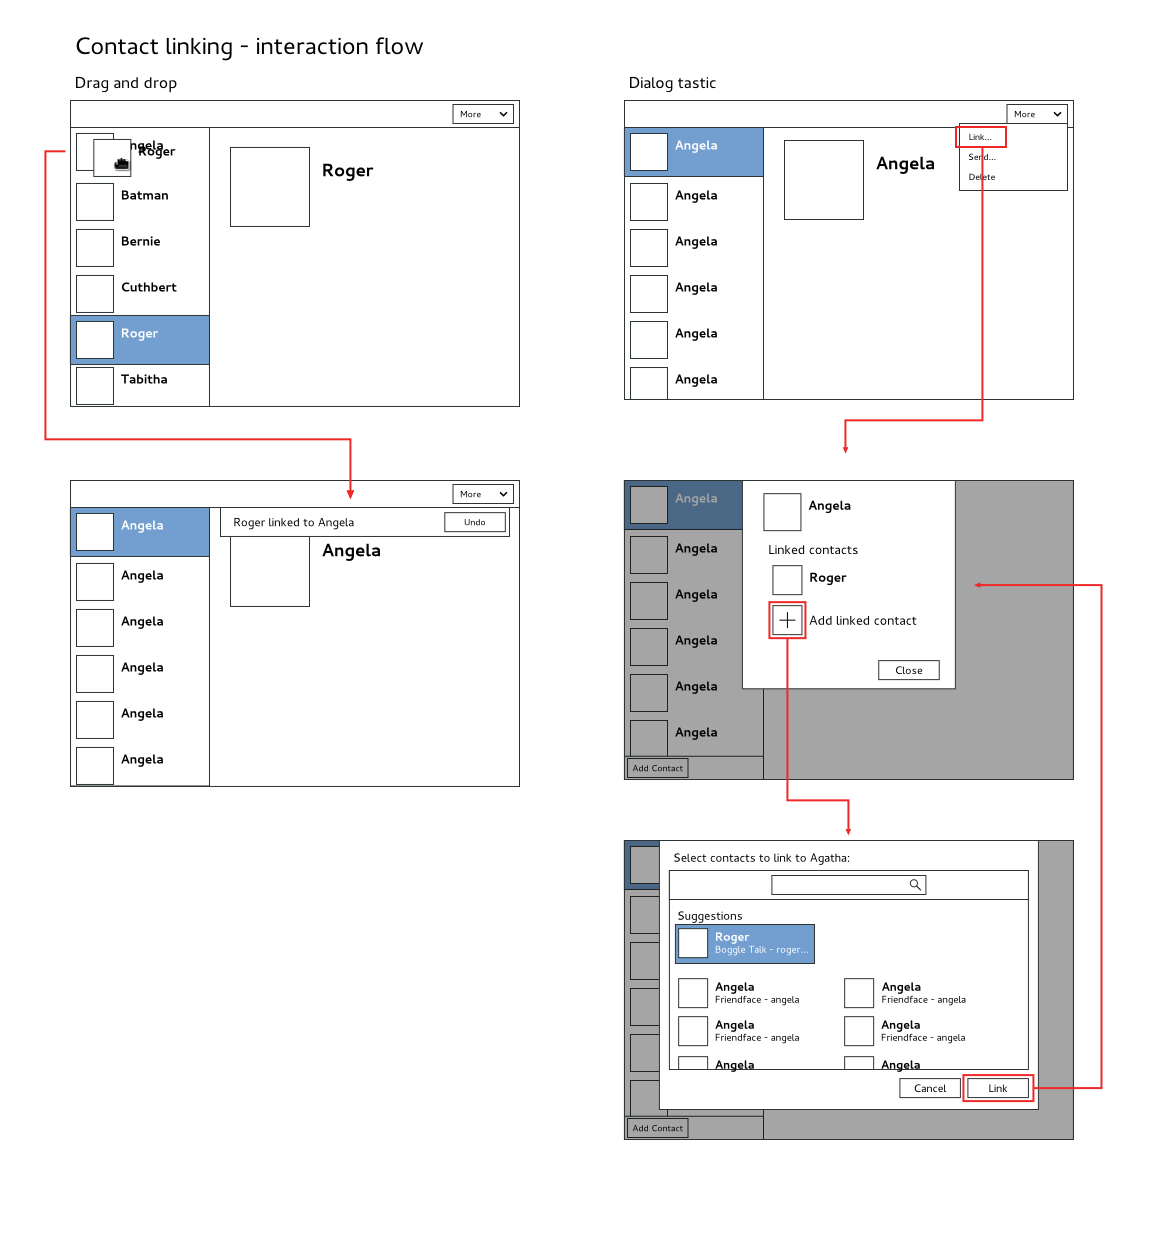 Contact linking - interaction flow
Drag and drop
More
Angela
Roger
Batman
Bernie
Cuthbert
Roger
Tabitha
Roger
More
Roger linked to Angela
Undo
Angela
Angela
Angela
Angela
Angela
Angela
Angela
Dialog tastic
More
Link...
Send...
Delete
Angela
Angela
Angela
Angela
Angela
Angela
Angela
Angela
Angela
Angela
Angela
Angela
Angela
Add Contact
Angela
Linked contacts
Roger
Add linked contact
Close
Select contacts to link to Agatha:
Suggestions
Roger
Boggle Talk - roger...
Angela
Friendface - angela
Angela
Friendface - angela
Angela
Friendface - angela
Angela
Friendface - angela
Angela
Angela
Cancel
Link
Add Contact